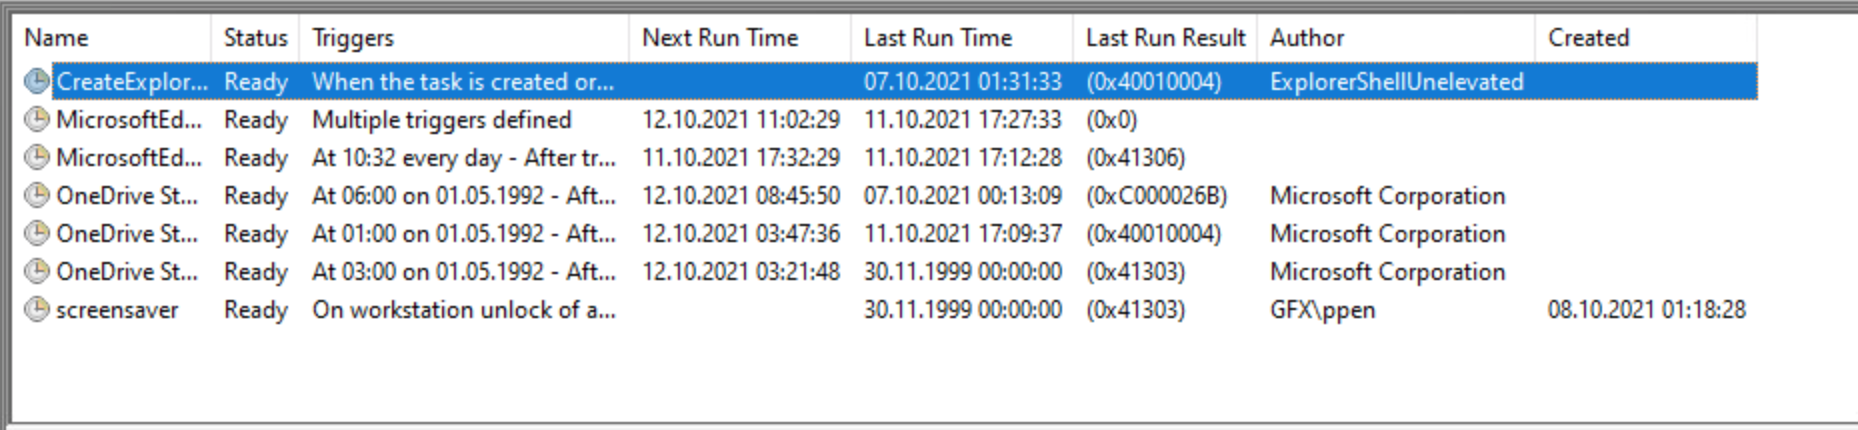 Name Status Triggers Next Run Time Last Run Time Last Run Result Author Created
CreateExplor... Ready When the task is created or... 07.10.2021 01:31:33 (0x40010004) ExplorerShellUnelevated
MicrosoftEd... Ready Multiple triggers defined 12.10.2021 11:02:29 11.10.2021 17:27:33 (0x0)
MicrosoftEd... Ready At 10:32 every day - After tr... 11.10.2021 17:32:29 11.10.2021 17:12:28 (0x41306)
OneDrive St... Ready At 06:00 on 01.05.1992 - Aft... 12.10.2021 08:45:50 07.10.2021 00:13:09 (0xC000026B) Microsoft Corporation
OneDrive St... Ready At 01:00 on 01.05.1992 - Aft... 12.10.2021 03:47:36 11.10.2021 17:09:37 (0x40010004) Microsoft Corporation
OneDrive St... Ready At 03:00 on 01.05.1992 - Aft... 12.10.2021 03:21:48 30.11.1999 00:00:00 (0x41303) Microsoft Corporation
screensaver Ready On workstation unlock of a... 30.11.1999 00:00:00 (0x41303) GFX\ppen 08.10.2021 01:18:28